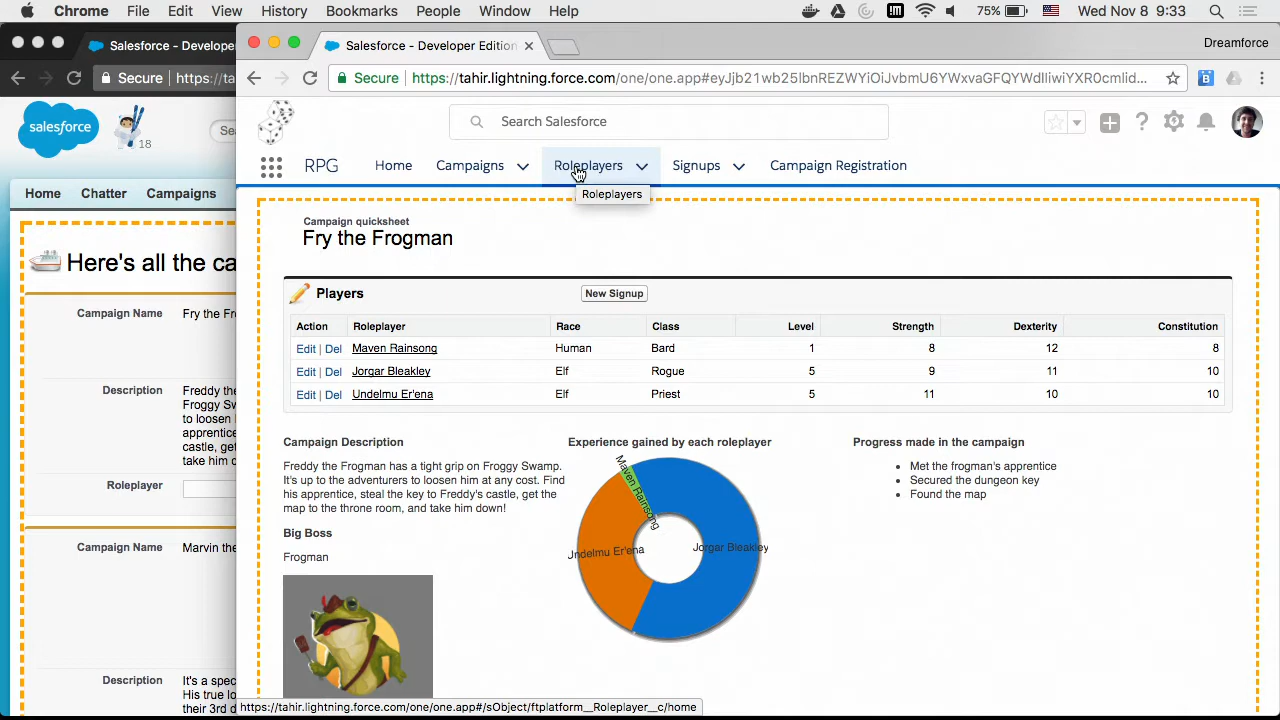 Chrome File Edit View History Bookmarks People Window Help 75% Wed Nov 8 9:33
Salesforce - Develope
Secure https://ta
salesforce
18
Sea
Home Chatter Campaigns
Here's all the ca
Campaign Name Fry the Fr
Description Freddy the
Froggy Sw
to loosen
apprentice
castle, get
take him d
Roleplayer
Campaign Name Marvin the
Description It's a spec
His true lo
their 3rd d
Salesforce - Developer Edition
Dreamforce
Secure https://tahir.lightning.force.com/one/one.app#eyJjb21wb25lbnREZWYiOiJvbmU6YWxvaGFQYWdlIiwiYXR0cmlid...
Search Salesforce
RPG Home Campaigns Roleplayers Signups Campaign Registration
Roleplayers
Campaign quicksheet
Fry the Frogman
Players New Signup
Action Roleplayer Race Class Level Strength Dexterity Constitution
Edit | Del Maven Rainsong Human Bard 1 8 12 8
Edit | Del Jorgar Bleakley Elf Rogue 5 9 11 10
Edit | Del Undelmu Er'ena Elf Priest 5 11 10 10
Campaign Description
Freddy the Frogman has a tight grip on Froggy Swamp.
It's up to the adventurers to loosen him at any cost. Find
his apprentice, steal the key to Freddy's castle, get the
map to the throne room, and take him down!
Big Boss
Frogman
Experience gained by each roleplayer
Maven Rainsong
Undelmu Er'ena
Jorgar Bleakley
Progress made in the campaign
Met the frogman's apprentice
Secured the dungeon key
Found the map
https://tahir.lightning.force.com/one/one.app#/sObject/ftplatform__Roleplayer__c/home